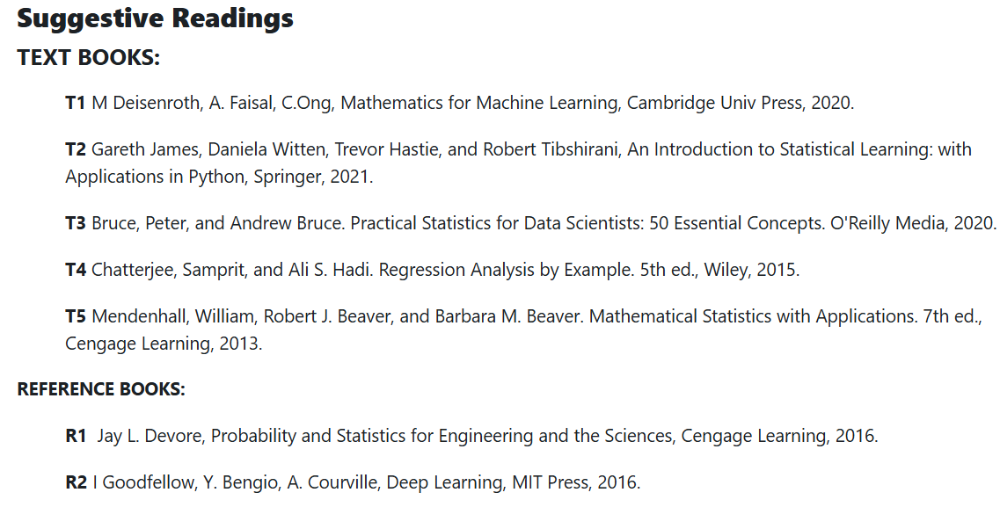 Suggestive Readings
TEXT BOOKS:
T1 M Deisenroth, A. Faisal, C.Ong, Mathematics for Machine Learning, Cambridge Univ Press, 2020.
T2 Gareth James, Daniela Witten, Trevor Hastie, and Robert Tibshirani, An Introduction to Statistical Learning: with
Applications in Python, Springer, 2021.
T3 Bruce, Peter, and Andrew Bruce. Practical Statistics for Data Scientists: 50 Essential Concepts. O'Reilly Media, 2020.
T4 Chatterjee, Samprit, and Ali S. Hadi. Regression Analysis by Example. 5th ed., Wiley, 2015.
T5 Mendenhall, William, Robert J. Beaver, and Barbara M. Beaver. Mathematical Statistics with Applications. 7th ed.,
Cengage Learning, 2013.
REFERENCE BOOKS:
R1 Jay L. Devore, Probability and Statistics for Engineering and the Sciences, Cengage Learning, 2016.
R2 I Goodfellow, Y. Bengio, A. Courville, Deep Learning, MIT Press, 2016.